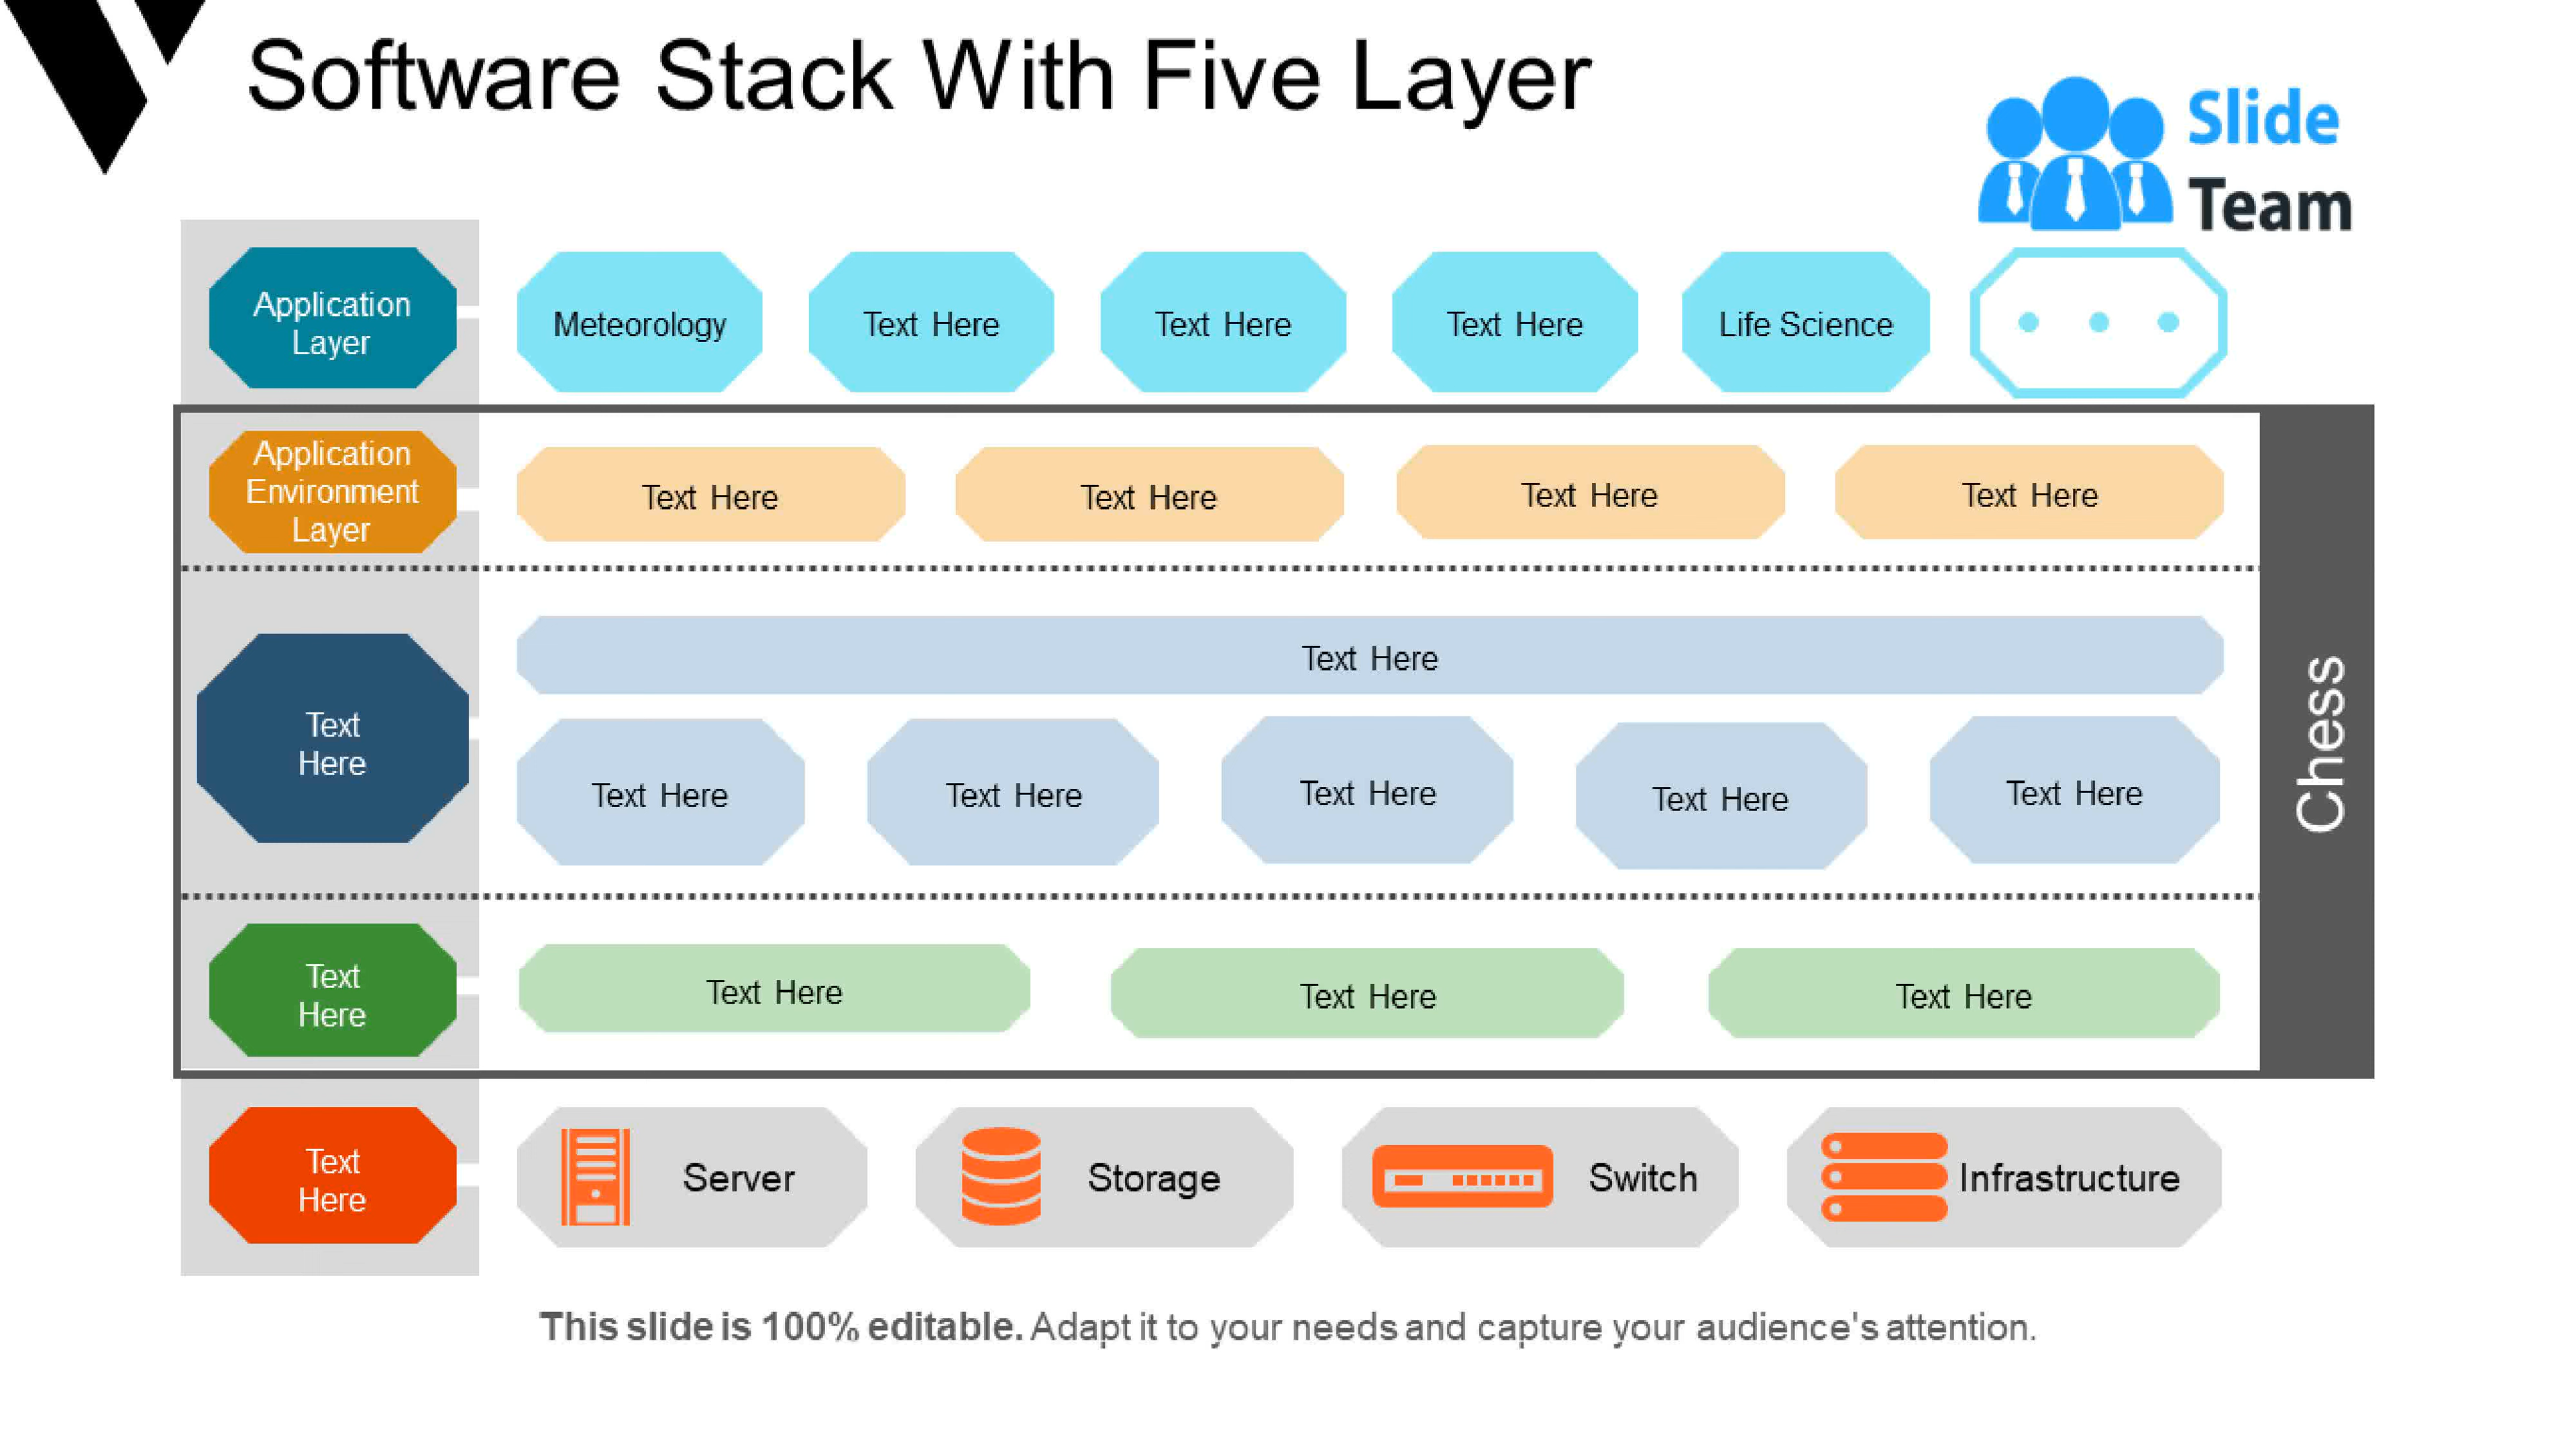 Software Stack With Five Layer
Slide
Team
Application
Layer
Meteorology
Text Here
Text Here
Text Here
Life Science
Application
Environment
Layer
Text Here
Text Here
Text Here
Text Here
Text
Here
Text Here
Text Here
Text Here
Text Here
Text Here
Text Here
Chess
Text
Here
Text Here
Text Here
Text Here
Text
Here
Server
Storage
Switch
Infrastructure
This slide is 100% editable. Adapt it to your needs and capture your audience's attention.